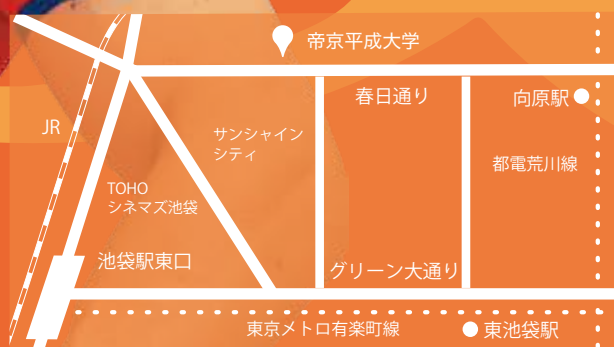 帝京平成大学
春日通り
向原駅
JR
サンシャイン
シティ
都電荒川線
TOHO
シネマズ池袋
池袋駅東口
グリーン大通り
東京メトロ有楽町線
東池袋駅